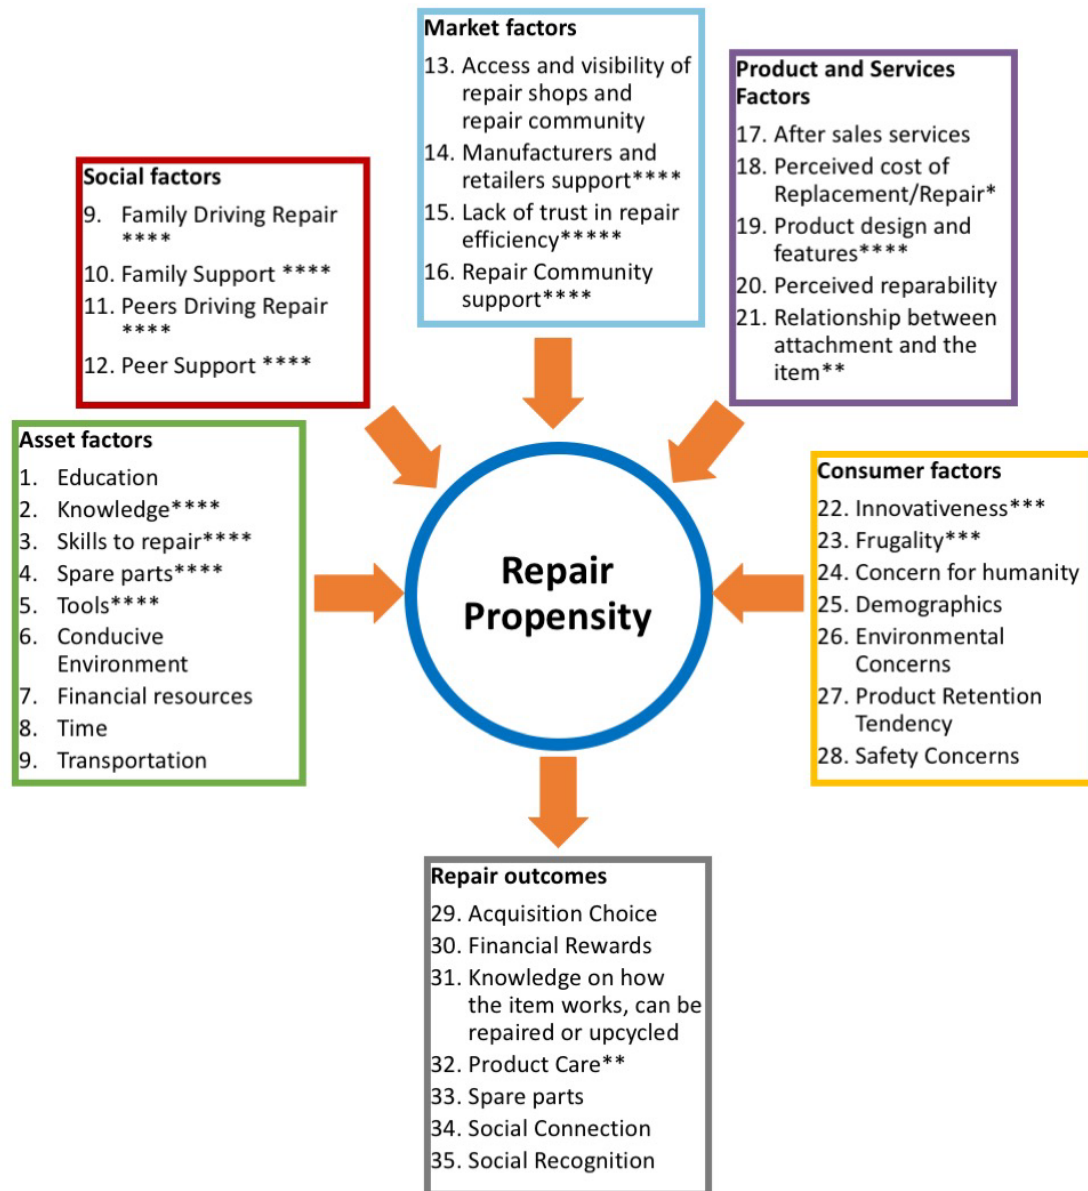 Market factors
13. Access and visibility of
repair shops and
repair community
14. Manufacturers and
retailers support****
15. Lack of trust in repair
efficiency*****
16. Repair Community
support****
Product and Services
Factors
17. After sales services
18. Perceived cost of
Replacement/Repair*
19. Product design and
features****
20. Perceived reparability
21. Relationship between
attachment and the
item**
Social factors
9. Family Driving Repair
****
10. Family Support ****
11. Peers Driving Repair
****
12. Peer Support ****
Asset factors
1. Education
2. Knowledge****
3. Skills to repair****
4. Spare parts****
5. Tools****
6. Conducive
Environment
7. Financial resources
8. Time
9. Transportation
Repair
Propensity
Consumer factors
22. Innovativeness***
23. Frugality***
24. Concern for humanity
25. Demographics
26. Environmental
Concerns
27. Product Retention
Tendency
28. Safety Concerns
Repair outcomes
29. Acquisition Choice
30. Financial Rewards
31. Knowledge on how
the item works, can be
repaired or upcycled
32. Product Care**
33. Spare parts
34. Social Connection
35. Social Recognition